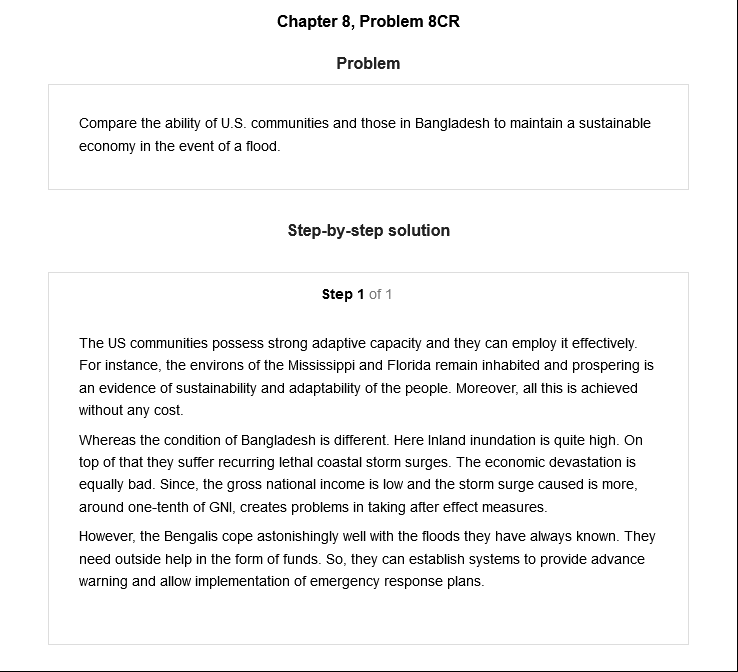 Chapter 8, Problem 8CR
Problem
Compare the ability of U.S. communities and those in Bangladesh to maintain a sustainable
economy in the event of a flood.
Step-by-step solution
Step 1 of 1
The US communities possess strong adaptive capacity and they can employ it effectively.
For instance, the environs of the Mississippi and Florida remain inhabited and prospering is
an evidence of sustainability and adaptability of the people. Moreover, all this is achieved
without any cost.
Whereas the condition of Bangladesh is different. Here Inland inundation is quite high. On
top of that they suffer recurring lethal coastal storm surges. The economic devastation is
equally bad. Since, the gross national income is low and the storm surge caused is more,
around one-tenth of GNI, creates problems in taking after effect measures.
However, the Bengalis cope astonishingly well with the floods they have always known. They
need outside help in the form of funds. So, they can establish systems to provide advance
warning and allow implementation of emergency response plans.